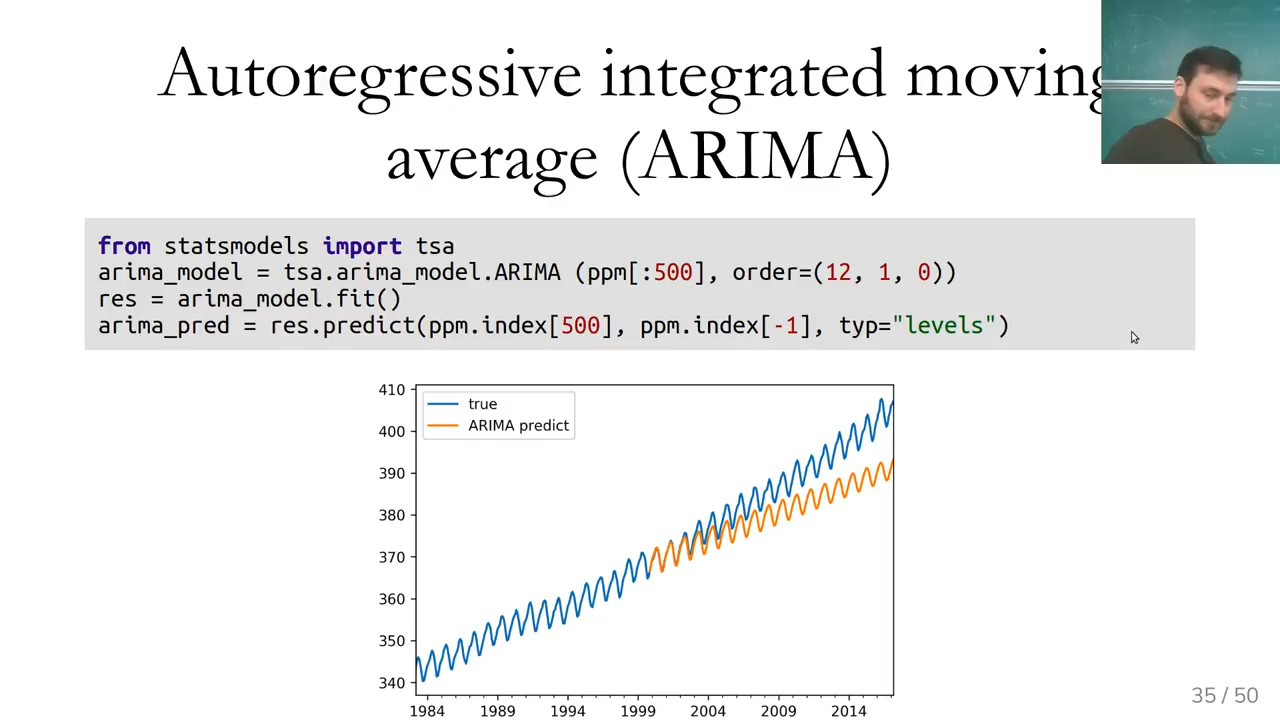 Autoregressive integrated moving
average (ARIMA)
from statsmodels import tsa
arima_model = tsa.arima_model.ARIMA (ppm[:500], order=(12, 1, 0))
res = arima_model.fit()
arima_pred = res.predict(ppm.index[500], ppm.index[-1], typ="levels")
true
ARIMA predict
410
400
390
380
370
360
350
340
1984 1989 1994 1999 2004 2009 2014
35 / 50